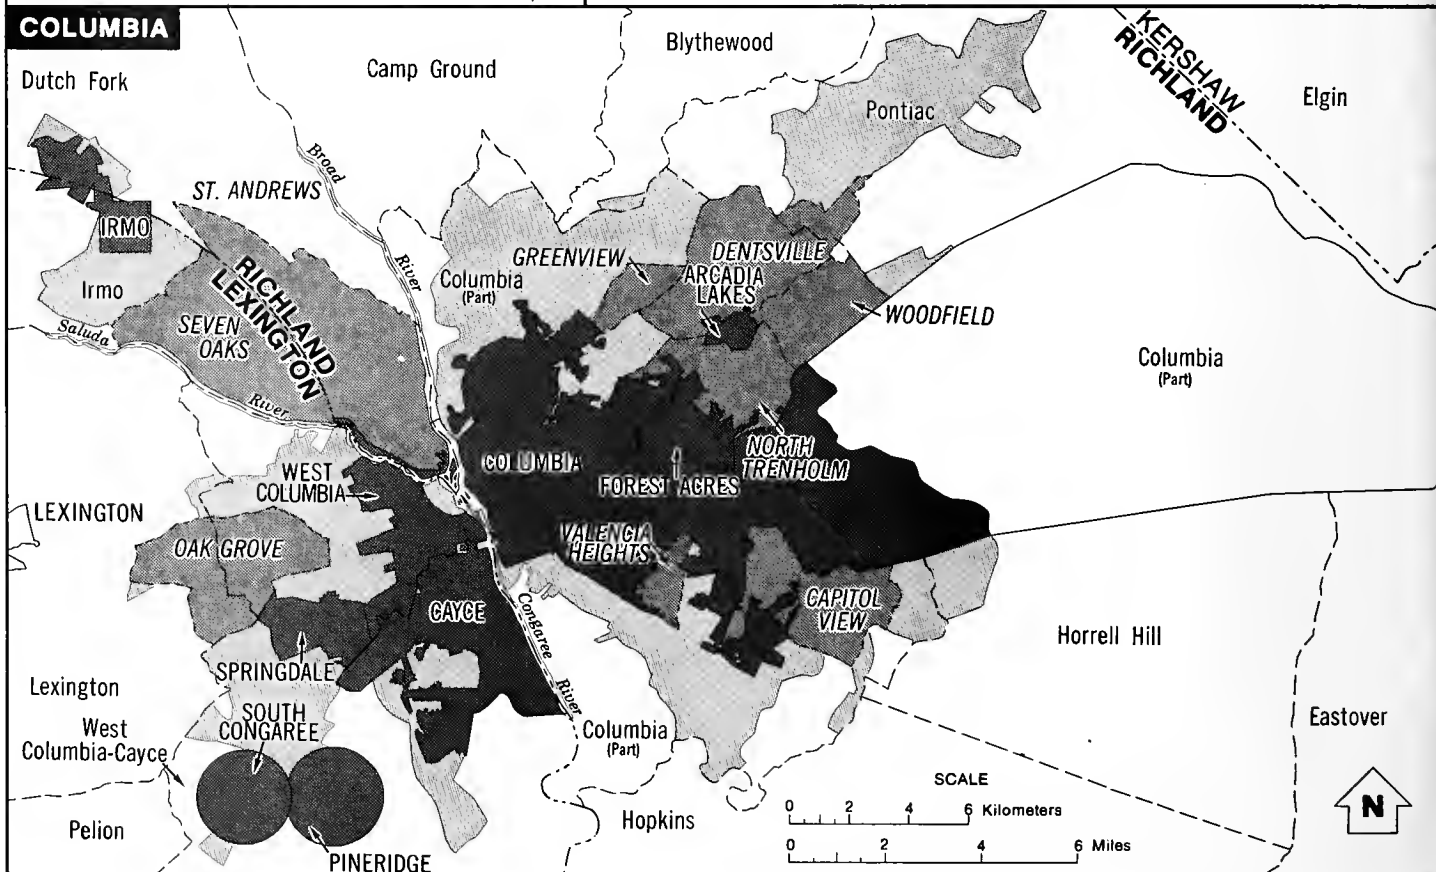 COLUMBIA
Dutch Fork
Camp Ground
Blythewood
Pontiac
KERSHAW
RICHLAND
Elgin
Broad
River
ST. ANDREWS
IRMO
Irmo
RICHLAND
LEXINGTON
SEVEN
OAKS
Saluda
River
Columbia
(Part)
GREENVIEW
DENTSVILLE
ARCADIA
LAKES
WOODFIELD
Columbia
(Part)
NORTH
TRENHOLM
COLUMBIA
FOREST ACRES
WEST
COLUMBIA
LEXINGTON
OAK GROVE
VALENCIA
HEIGHTS
CAPITOL
VIEW
CAYCE
Congaree
River
SPRINGDALE
Horrell Hill
Lexington
SOUTH
CONGAREE
West
Columbia-Cayce
Columbia
(Part)
Eastover
Pelion
PINERIDGE
Hopkins
SCALE
0 2 4 6 Kilometers
0 2 4 6 Miles
N